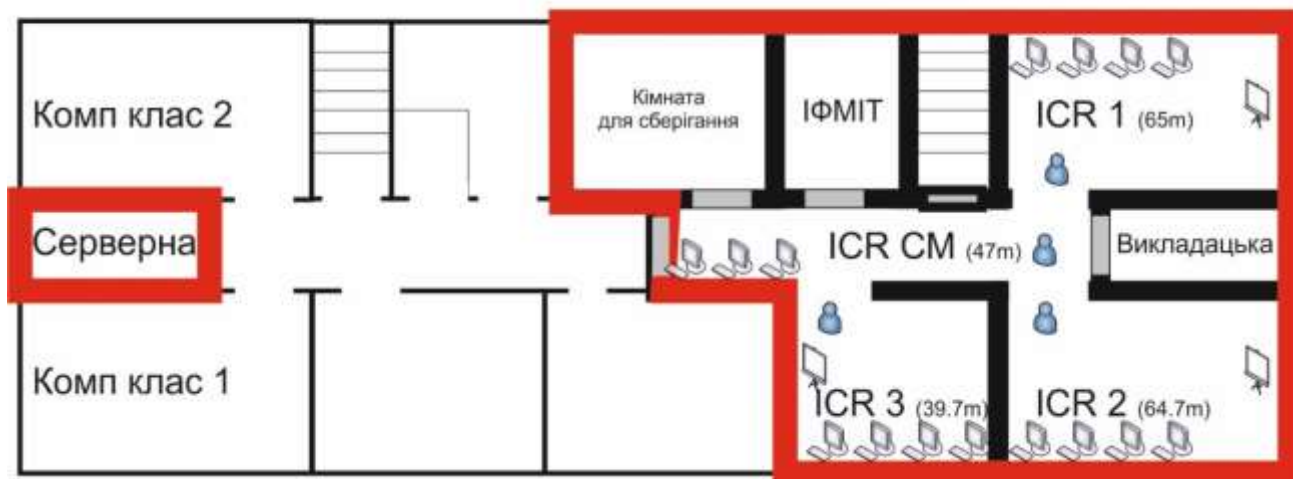 Комп клас 2
Кімната
для сберігання
ІФМІТ
ICR 1 (65m)
Серверна
ICR СМ (47m)
Викладацька
Комп клас 1
ICR 3 (39.7m)
ICR 2 (64.7m)